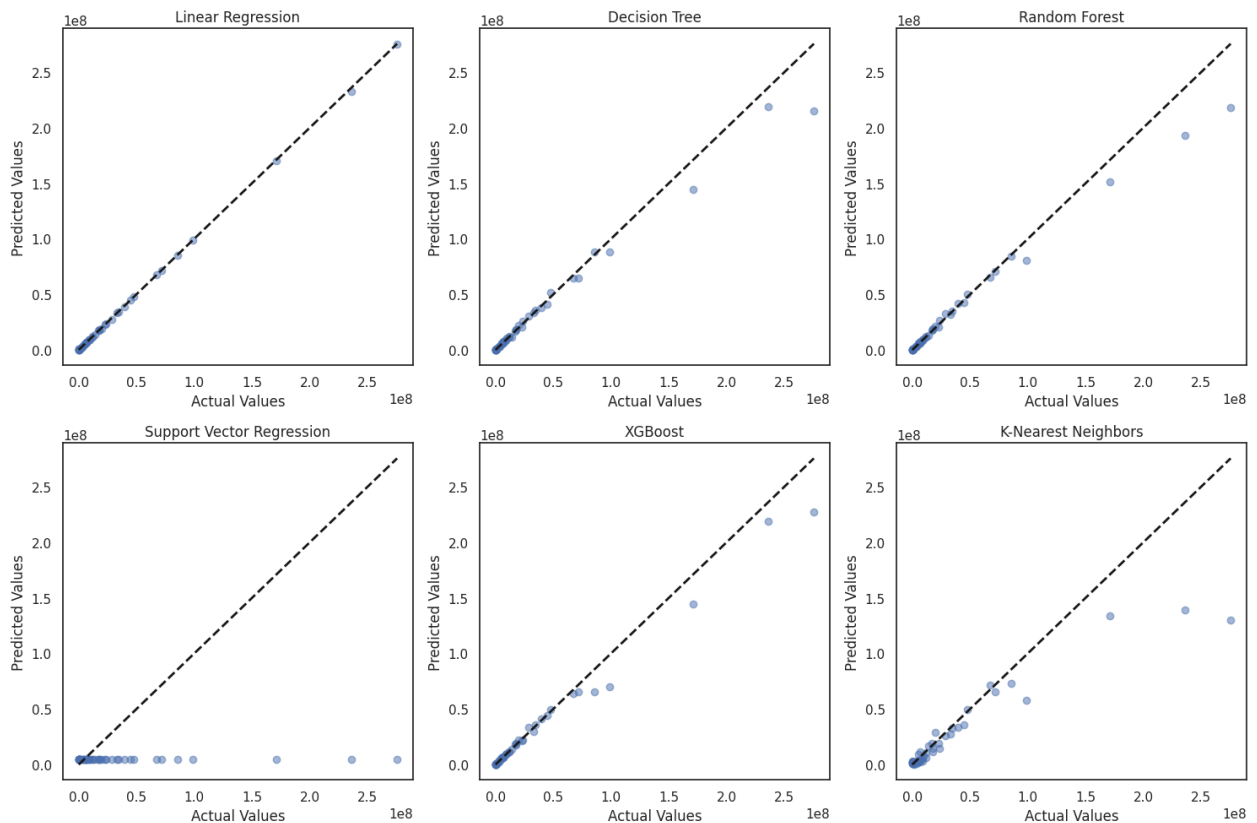 Linear Regression
1e8
Predicted Values
2.5
2.0
1.5
1.0
0.5
0.0
0.0 0.5 1.0 1.5 2.0 2.5
Actual Values
1e8
Decision Tree
1e8
Predicted Values
2.5
2.0
1.5
1.0
0.5
0.0
0.0 0.5 1.0 1.5 2.0 2.5
Actual Values
1e8
Random Forest
1e8
Predicted Values
2.5
2.0
1.5
1.0
0.5
0.0
0.0 0.5 1.0 1.5 2.0 2.5
Actual Values
1e8
Support Vector Regression
1e8
Predicted Values
2.5
2.0
1.5
1.0
0.5
0.0
0.0 0.5 1.0 1.5 2.0 2.5
Actual Values
1e8
XGBoost
1e8
Predicted Values
2.5
2.0
1.5
1.0
0.5
0.0
0.0 0.5 1.0 1.5 2.0 2.5
Actual Values
1e8
K-Nearest Neighbors
1e8
Predicted Values
2.5
2.0
1.5
1.0
0.5
0.0
0.0 0.5 1.0 1.5 2.0 2.5
Actual Values
1e8